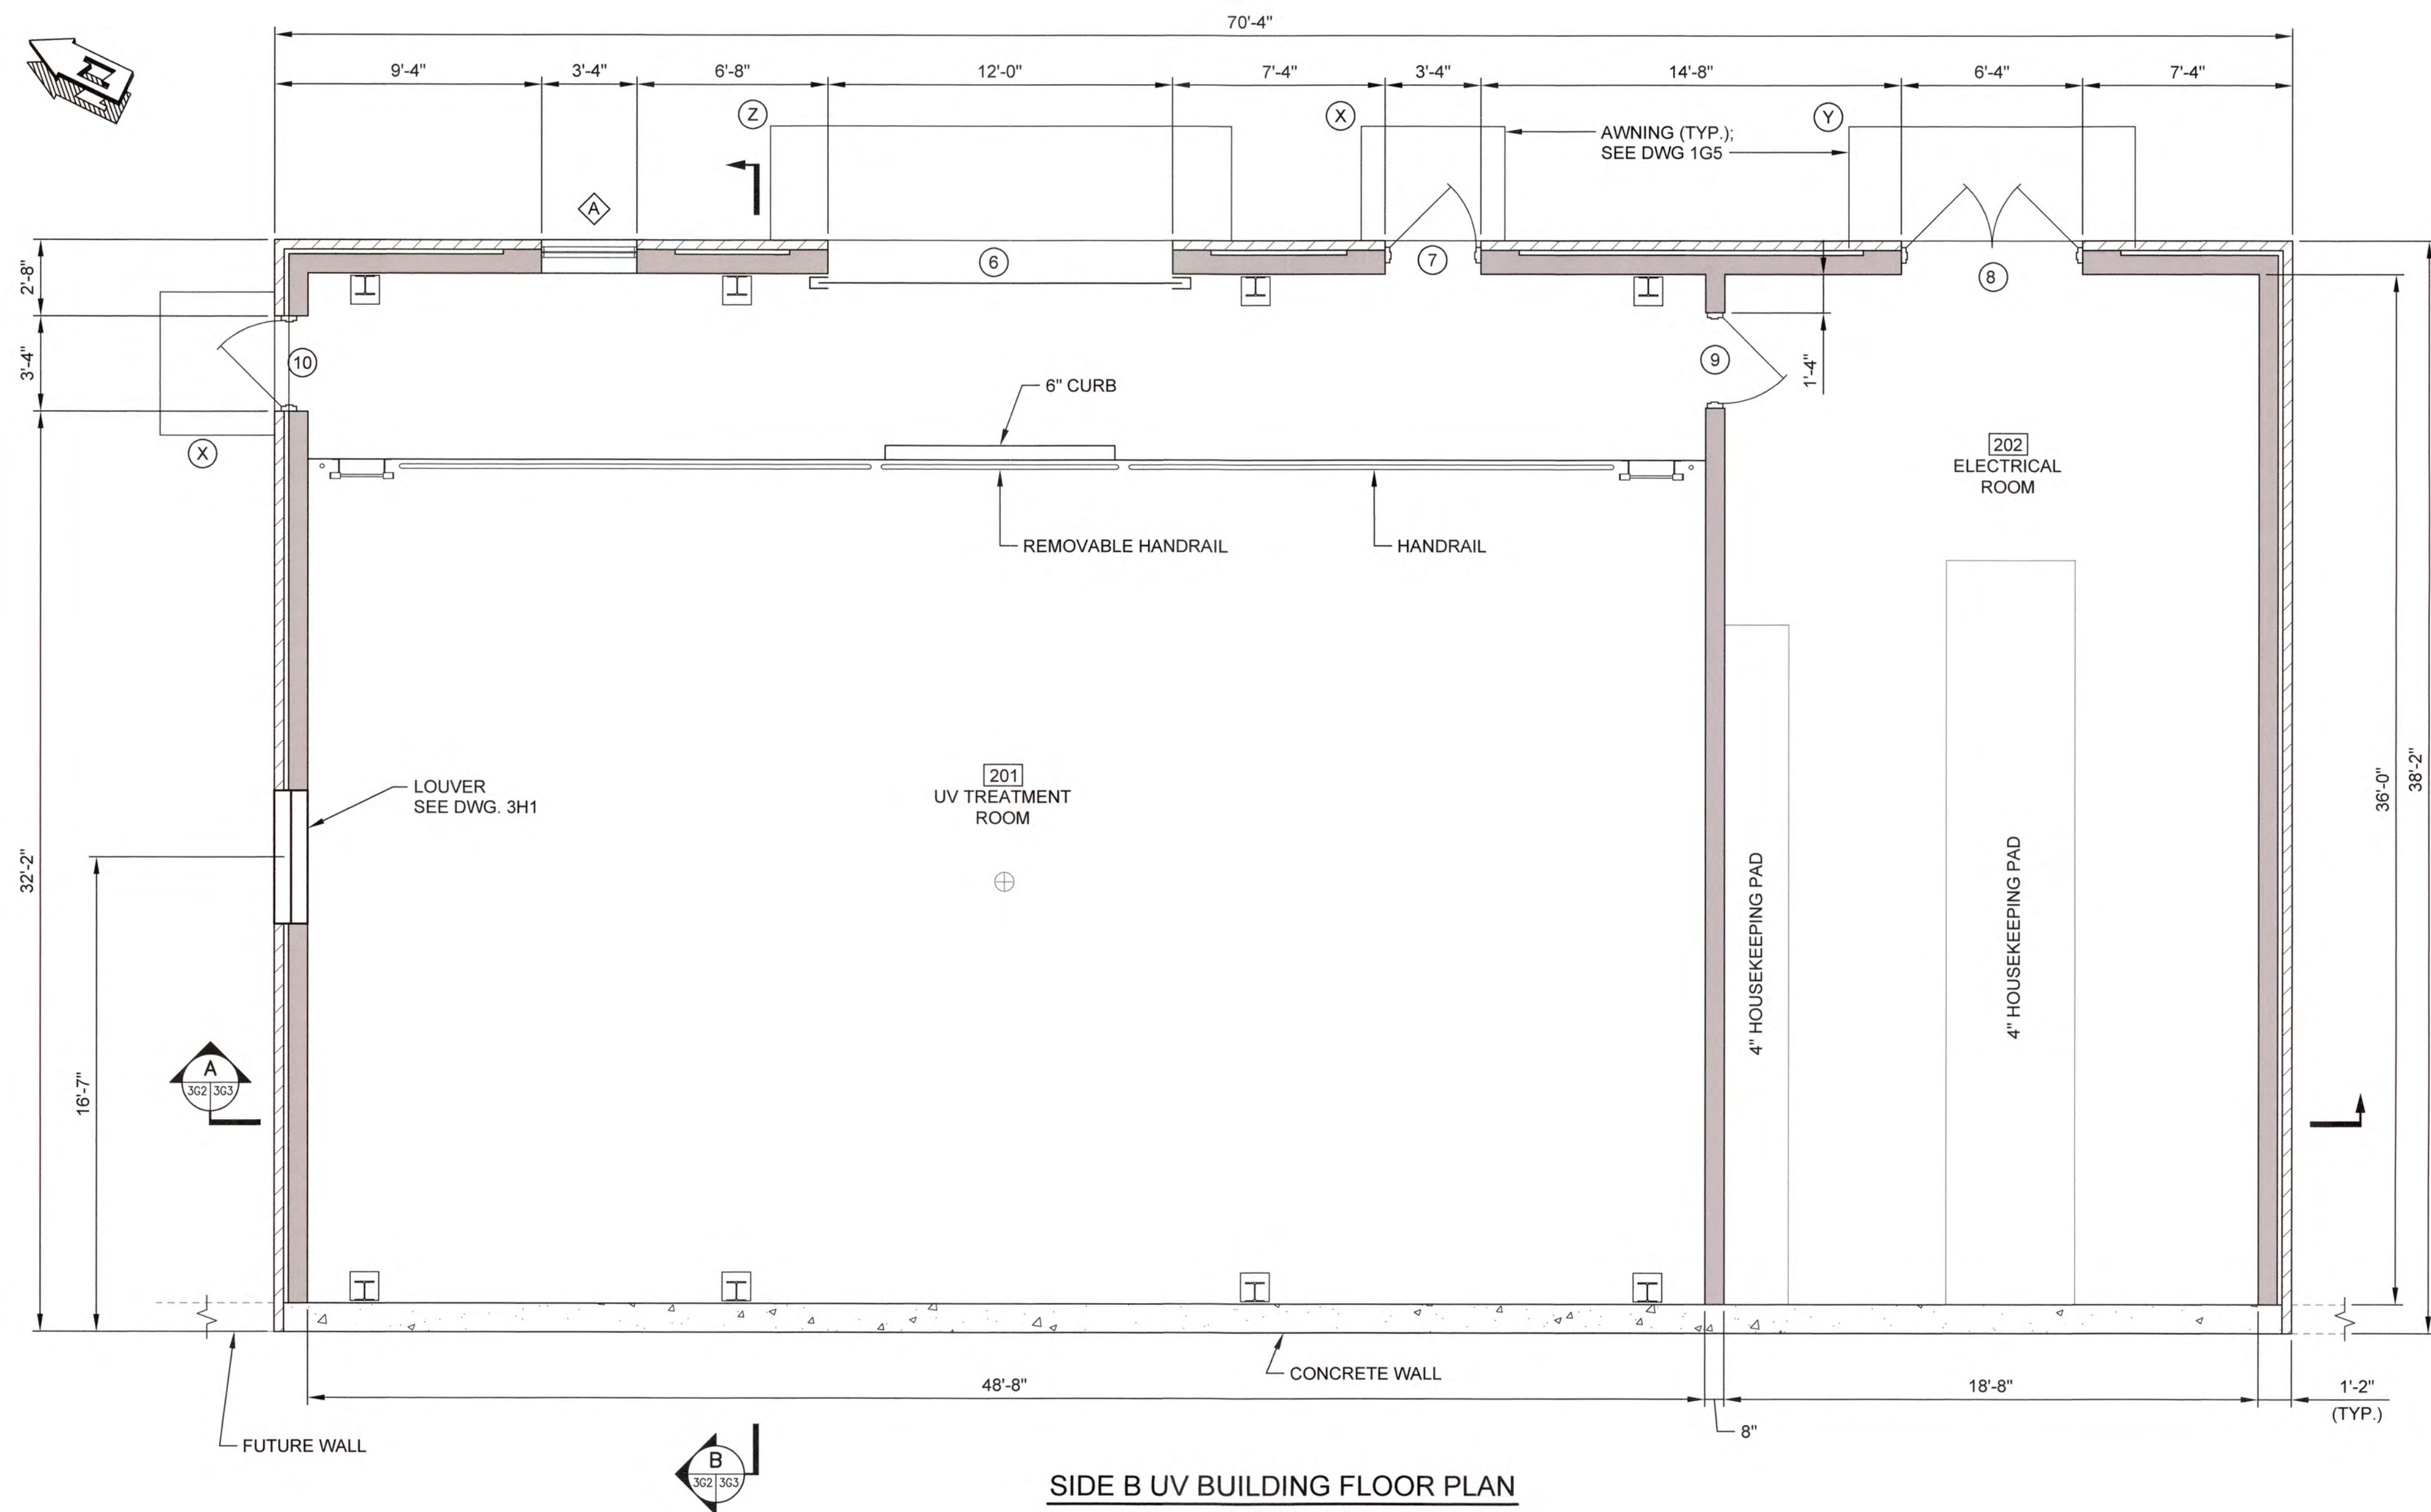 70'-4"
9'-4" 3'-4" 6'-8" 12'-0" 7'-4" 3'-4" 14'-8" 6'-4" 7'-4"
Z X Y
AWNING (TYP.);
SEE DWG 1G5
A
2'-8"
6 7 8
3'-4"
10 9
1'-4"
6" CURB
X
202
ELECTRICAL
ROOM
REMOVABLE HANDRAIL
HANDRAIL
201
UV TREATMENT
ROOM
LOUVER
SEE DWG. 3H1
36'-0"
38'-2"
32'-2"
4" HOUSEKEEPING PAD
4" HOUSEKEEPING PAD
16'-7"
A
3G2 3G3
CONCRETE WALL
48'-8" 18'-8" 1'-2"
(TYP.)
8"
FUTURE WALL
B
3G2 3G3
SIDE B UV BUILDING FLOOR PLAN